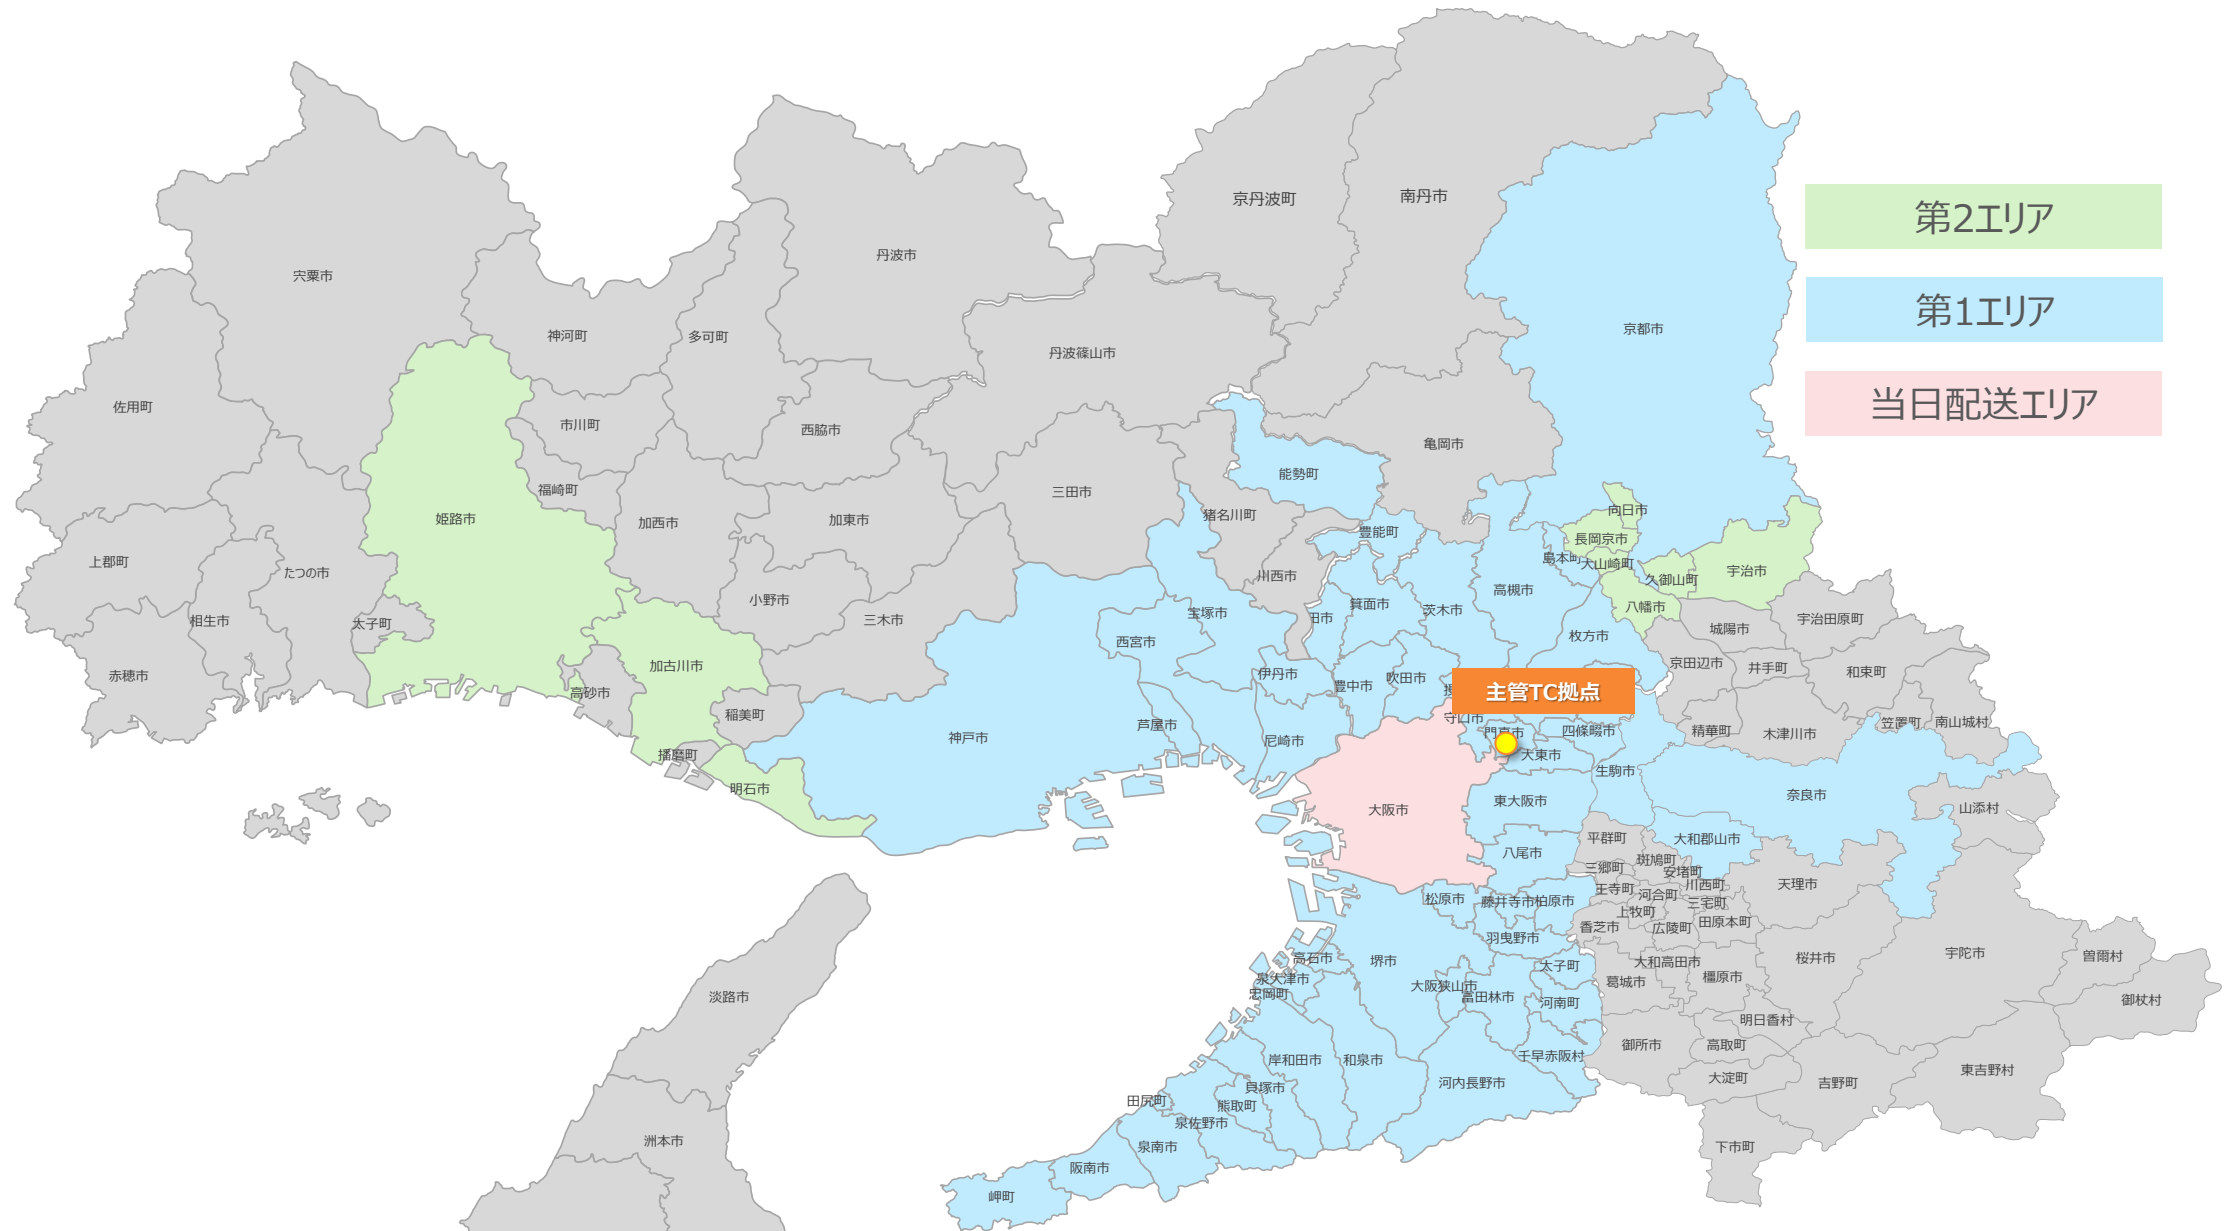 京丹波町
南丹市
第2エリア
丹波市
宍粟市
第1エリア
京都市
神河町
多可町
丹波篠山市
当日配送エリア
佐用町
市川町
西脇市
亀岡市
能勢町
福崎町
三田市
向日市
姫路市
加西市
加東市
猪名川町
豊能町
長岡京市
島本町
大山崎町
上郡町
たつの市
川西市
久御山町
宇治市
高槻市
小野市
箕面市
茨木市
八幡市
相生市
太子町
三木市
宝塚市
田市
宇治田原町
城陽市
西宮市
枚方市
加古川市
京田辺市
井手町
和束町
赤穂市
伊丹市
豊中市
吹田市
高砂市
主管TC拠点
稲美町
守口市
芦屋市
神戸市
尼崎市
門真市
四條畷市
精華町
木津川市
笠置町
南山城村
播磨町
大東市
明石市
生駒市
奈良市
大阪市
東大阪市
山添村
平群町
大和郡山市
八尾市
斑鳩町
三郷町
安堵町
王寺町
河合町
川西町
天理市
松原市
藤井寺市
柏原市
上牧町
三宅町
香芝市
広陵町
田原本町
羽曳野市
高石市
堺市
太子町
大和高田市
桜井市
宇陀市
曽爾村
泉大津市
忠岡町
大阪狭山市
富田林市
葛城市
橿原市
淡路市
河南町
御杖村
明日香村
御所市
高取町
岸和田市
和泉市
千早赤阪村
河内長野市
大淀町
吉野町
東吉野村
貝塚市
田尻町
熊取町
泉佐野市
洲本市
泉南市
下市町
阪南市
岬町